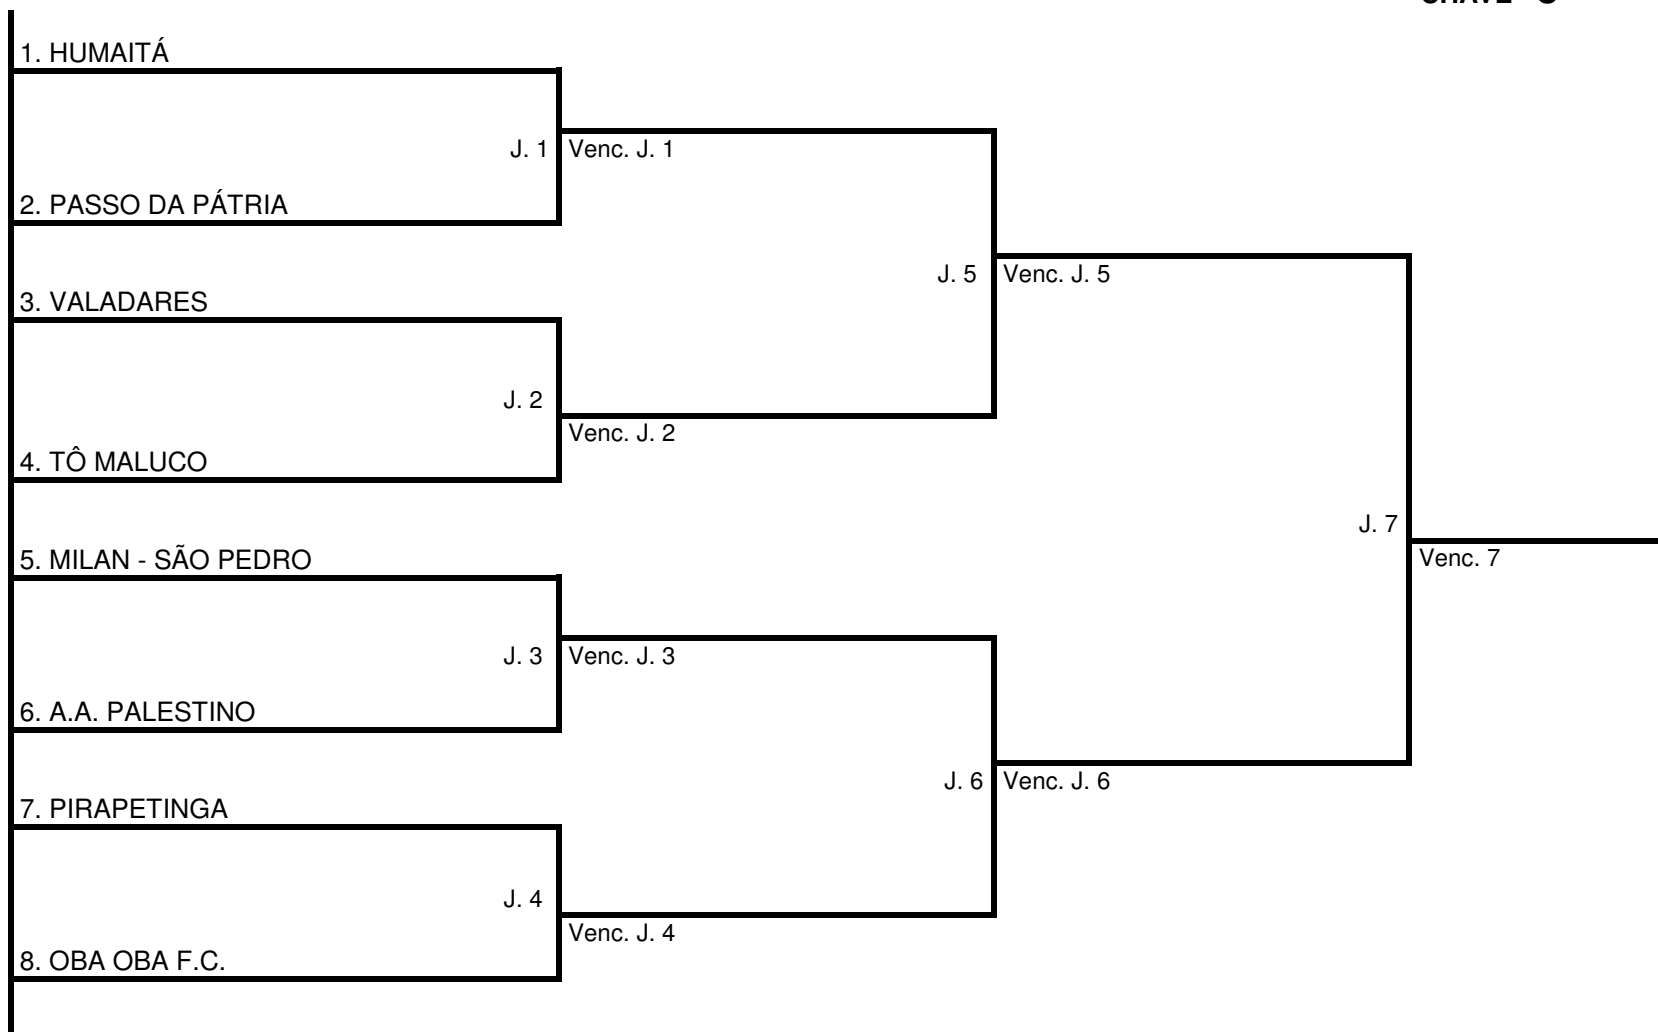 1. HUMAITÁ
J. 1
Venc. J. 1
2. PASSO DA PÁTRIA
J. 5
Venc. J. 5
3. VALADARES
J. 2
Venc. J. 2
4. TÔ MALUCO
J. 7
Venc. 7
5. MILAN - SÃO PEDRO
J. 3
Venc. J. 3
6. A.A. PALESTINO
J. 6
Venc. J. 6
7. PIRAPETINGA
J. 4
Venc. J. 4
8. OBA OBA F.C.